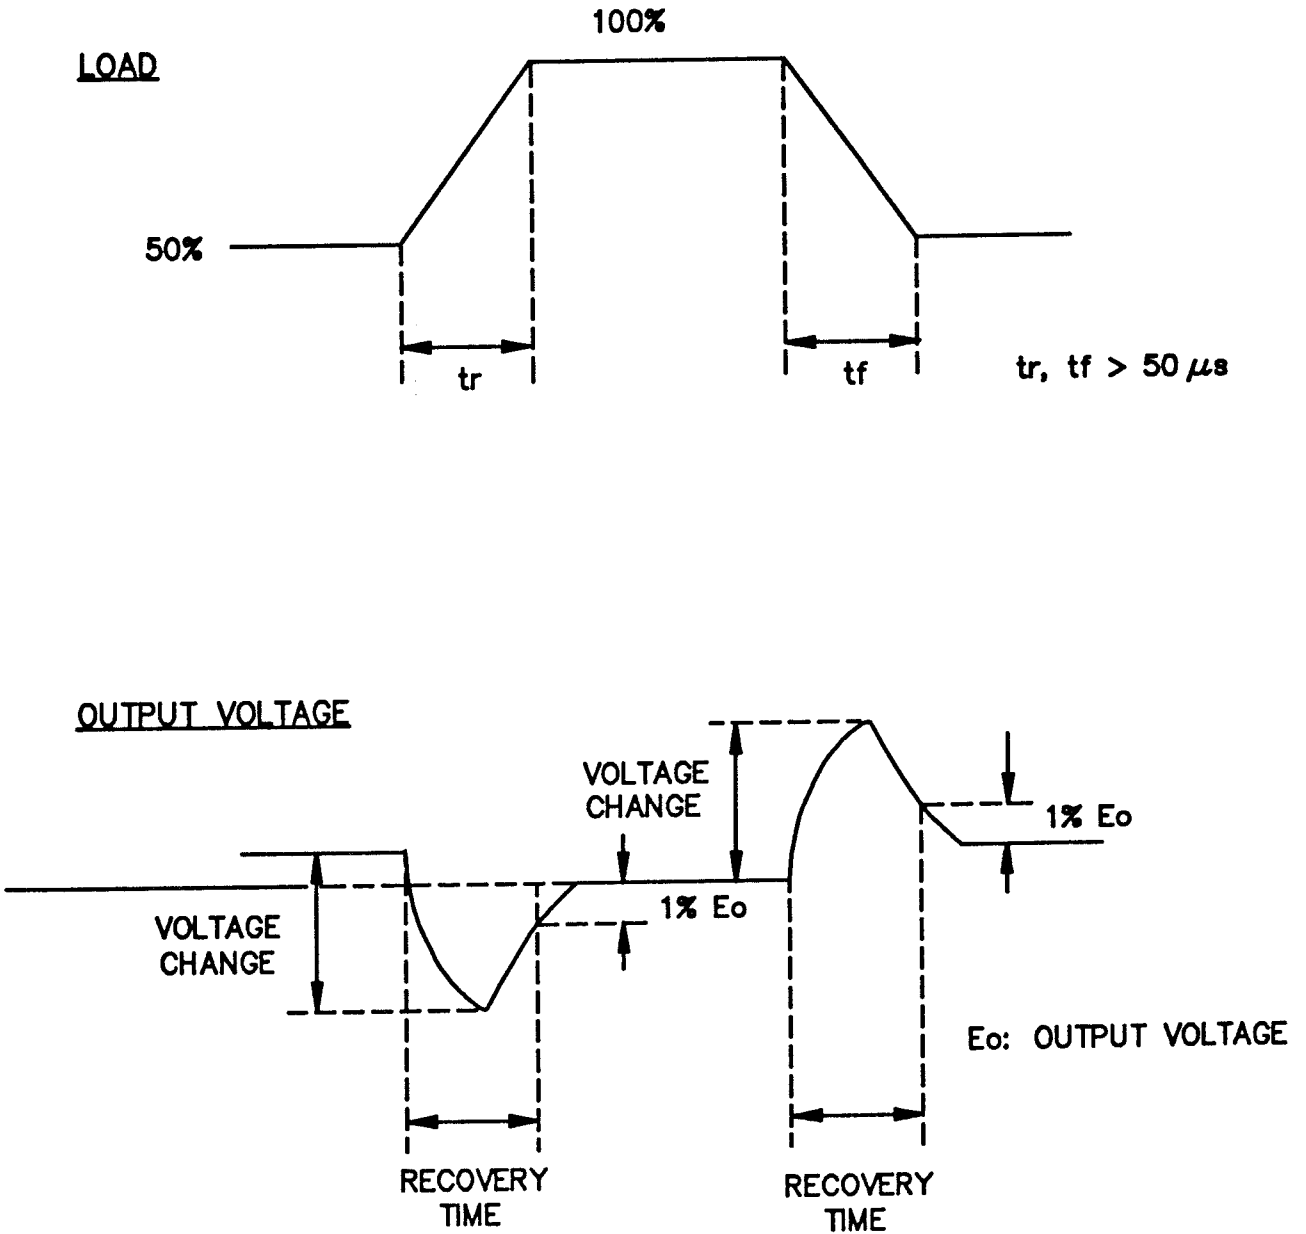 100%
LOAD
50%
tr
tf
tr, tf > 50 μs
OUTPUT VOLTAGE
VOLTAGE
CHANGE
1% Eo
1% Eo
VOLTAGE
CHANGE
Eo: OUTPUT VOLTAGE
RECOVERY
TIME
RECOVERY
TIME